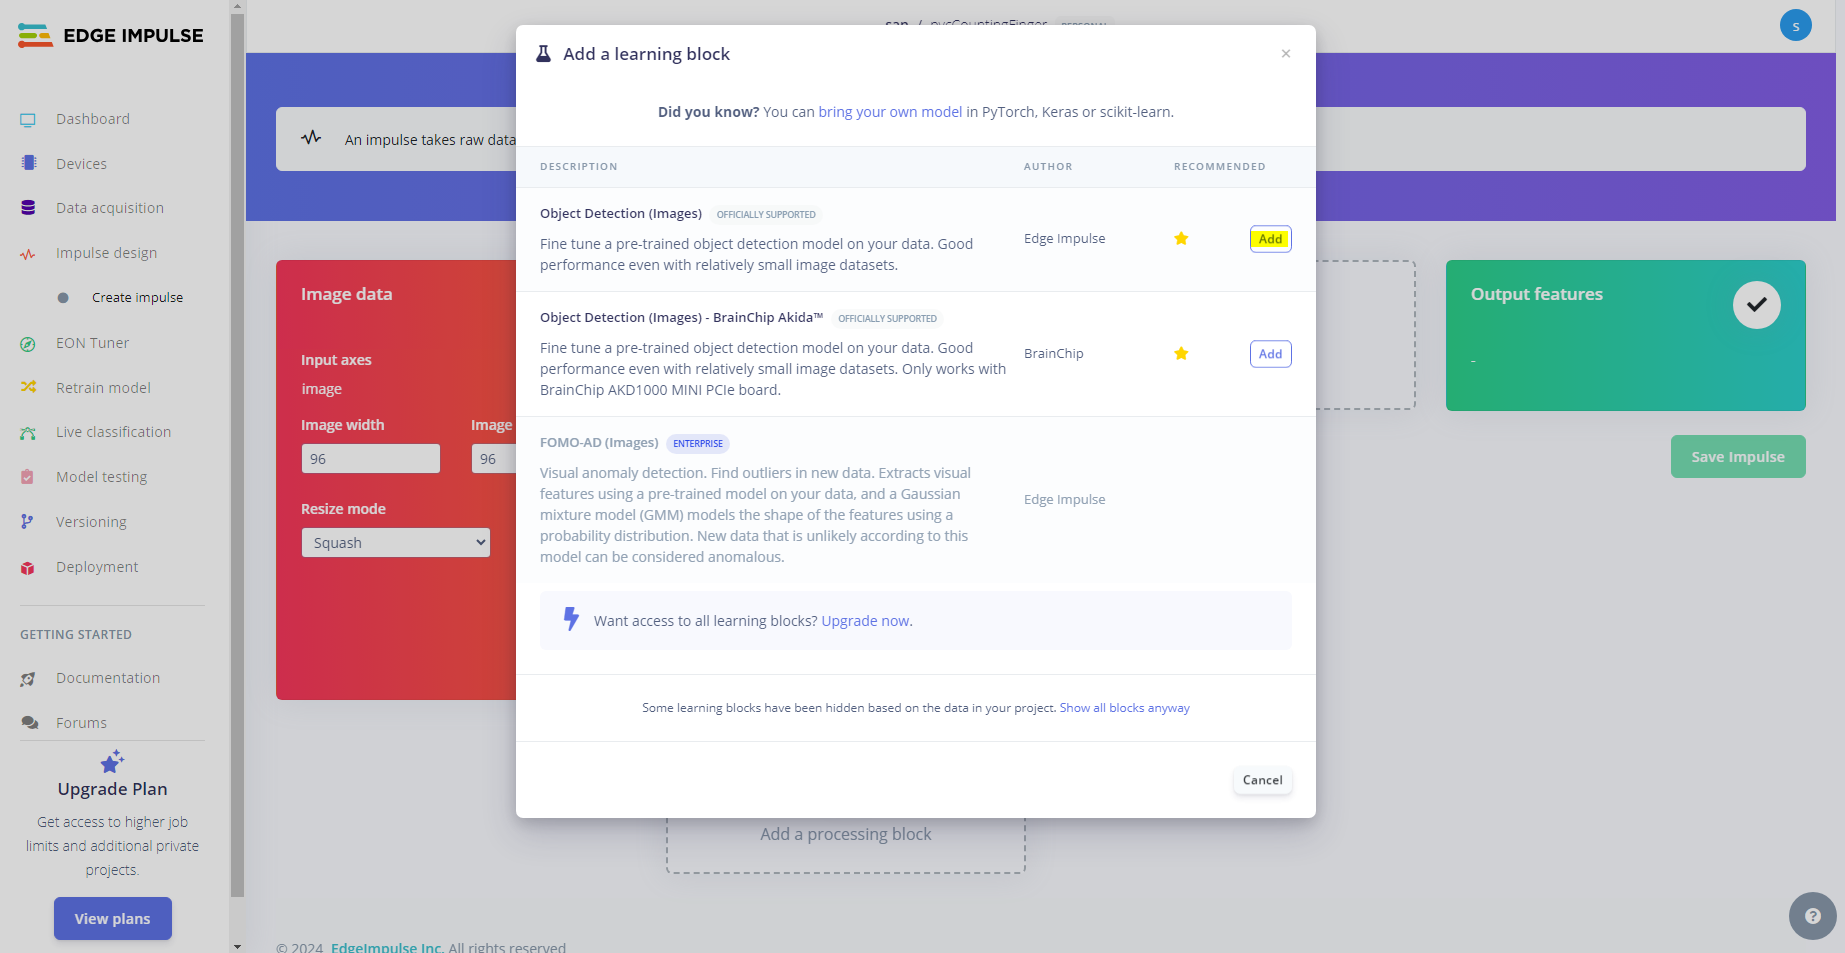 EDGE IMPULSE
Dashboard
Devices
Data acquisition
Impulse design
Create impulse
EON Tuner
Retrain model
Live classification
Model testing
Versioning
Deployment
GETTING STARTED
Documentation
Forums
Upgrade Plan
Get access to higher job
limits and additional private
projects.
View plans
s
An impulse takes raw data
Image data
Input axes
image
Image width
Image
96
96
Resize mode
Squash
Add a learning block
×
Did you know? You can bring your own model in PyTorch, Keras or scikit-learn.
DESCRIPTION
AUTHOR
RECOMMENDED
Object Detection (Images) OFFICIALLY SUPPORTED
Fine tune a pre-trained object detection model on your data. Good
performance even with relatively small image datasets.
Edge Impulse
Add
Object Detection (Images) - BrainChip Akida™ OFFICIALLY SUPPORTED
Fine tune a pre-trained object detection model on your data. Good
performance even with relatively small image datasets. Only works with
BrainChip AKD1000 MINI PCIe board.
BrainChip
Add
FOMO-AD (Images) ENTERPRISE
Visual anomaly detection. Find outliers in new data. Extracts visual
features using a pre-trained model on your data, and a Gaussian
mixture model (GMM) models the shape of the features using a
probability distribution. New data that is unlikely according to this
model can be considered anomalous.
Edge Impulse
Want access to all learning blocks? Upgrade now.
Some learning blocks have been hidden based on the data in your project. Show all blocks anyway
Cancel
Output features
-
Save Impulse
Add a processing block
© 2024 EdgeImpulse Inc. All rights reserved
?